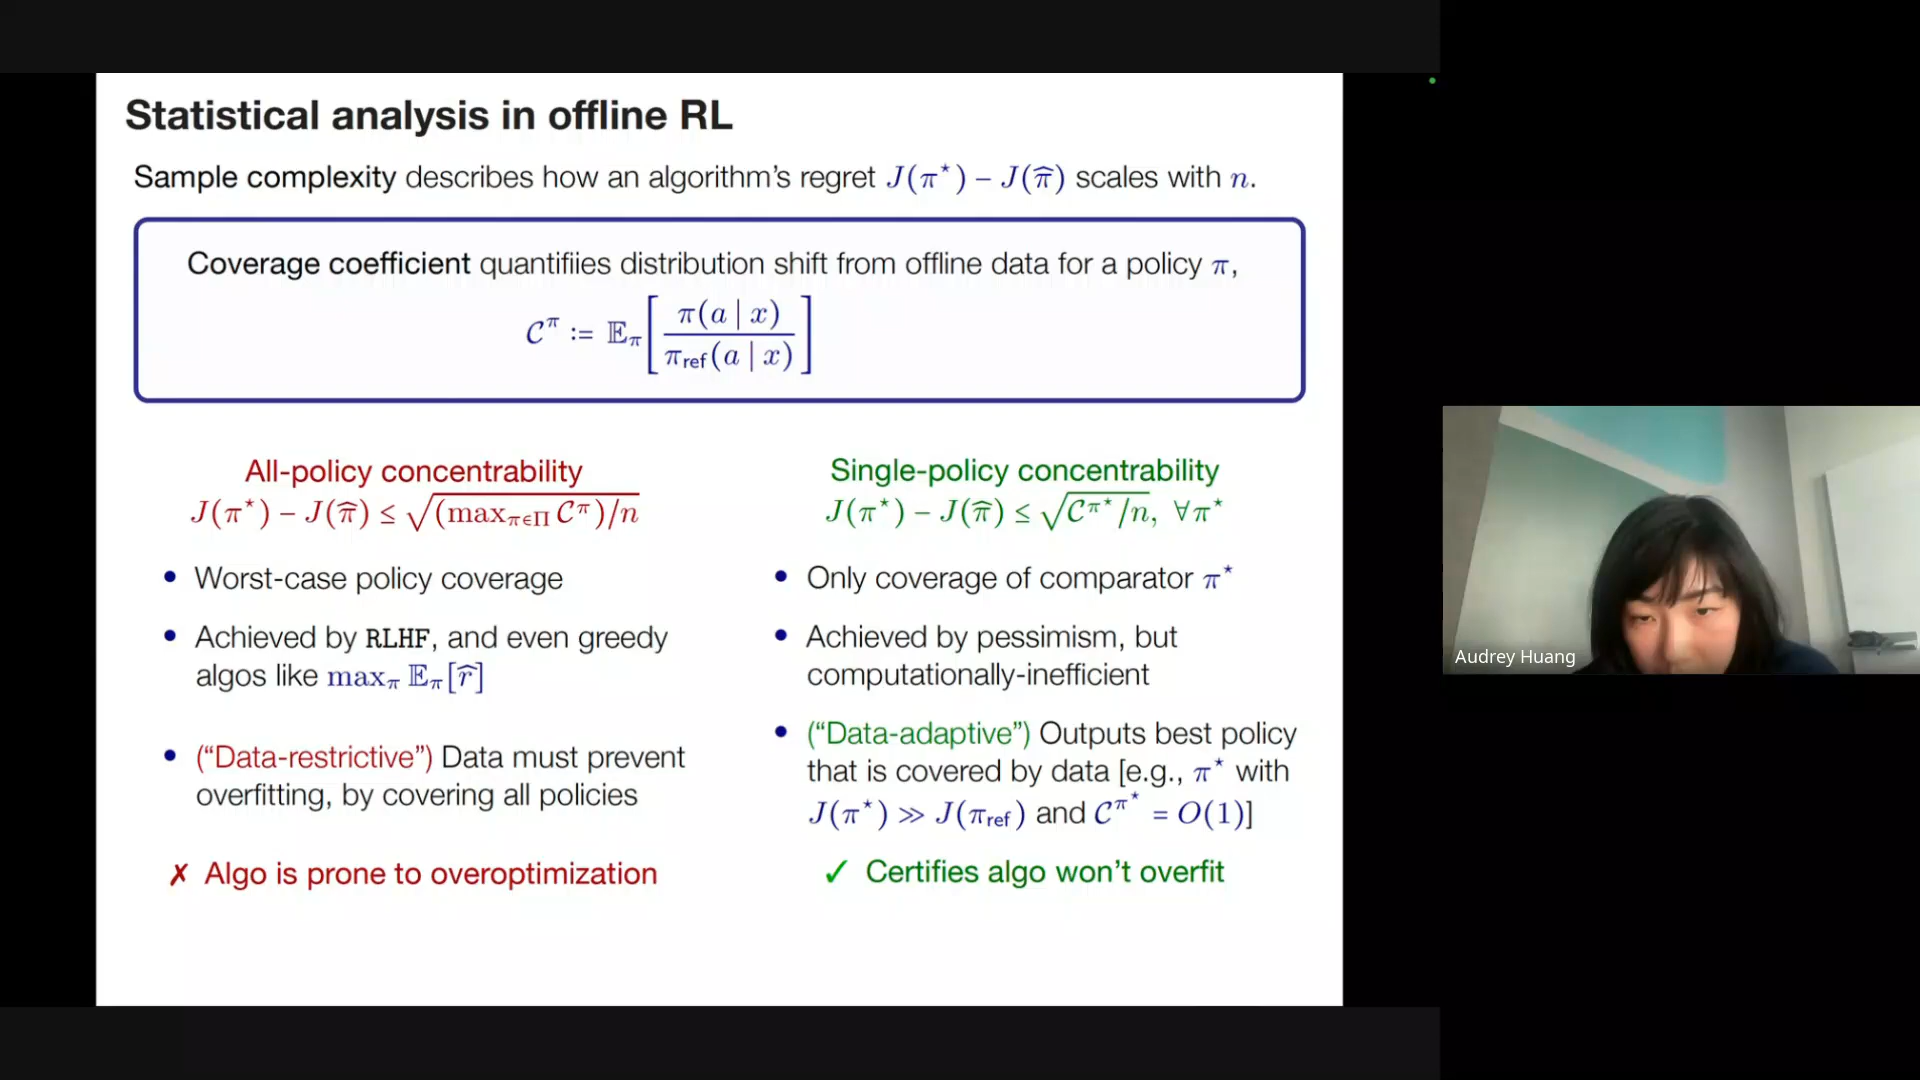 Statistical analysis in offline RL
Sample complexity describes how an algorithm's regret J(π⋆) − J(π̂) scales with n.
Coverage coefficient quantifiies distribution shift from offline data for a policy π,
𝒞^π := 𝔼_π[π(a | x) / π_ref(a | x)]
All-policy concentrability
J(π⋆) − J(π̂) ≤ √((max_{π∈Π} 𝒞^π)/n)
• Worst-case policy coverage
• Achieved by RLHF, and even greedy
algos like max_π 𝔼_π[r̂]
• ("Data-restrictive") Data must prevent
overfitting, by covering all policies
✗ Algo is prone to overoptimization
Single-policy concentrability
J(π⋆) − J(π̂) ≤ √(𝒞^{π⋆}/n), ∀π⋆
• Only coverage of comparator π⋆
• Achieved by pessimism, but
computationally-inefficient
• ("Data-adaptive") Outputs best policy
that is covered by data [e.g., π⋆ with
J(π⋆) ≫ J(π_ref) and 𝒞^{π⋆} = O(1)]
✓ Certifies algo won't overfit
Audrey Huang